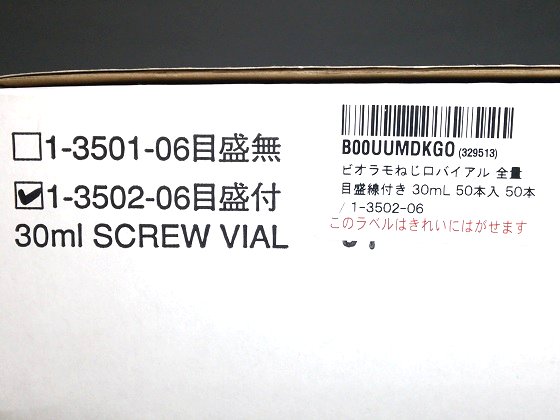 □1-3501-06目盛無
☑1-3502-06目盛付
30ml SCREW VIAL
B00UUMDKGO (329513)
ビオラモねじ口バイアル 全量
目盛線付き 30mL 50本入 50本
/ 1-3502-06
このラベルはきれいにはがせます